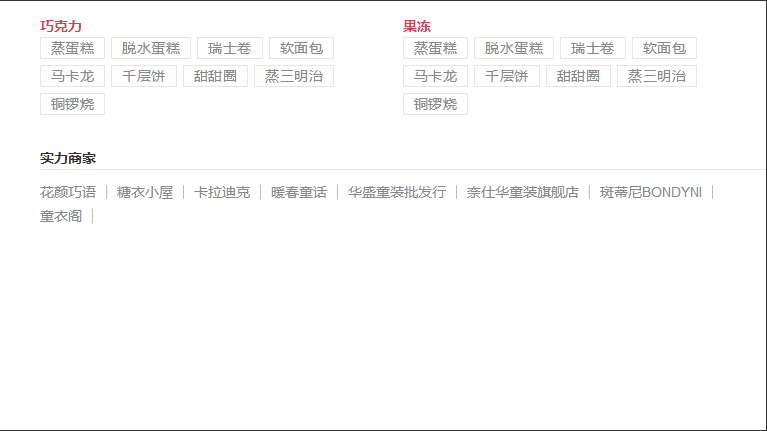 巧克力
蒸蛋糕 脱水蛋糕 瑞士卷 软面包
马卡龙 千层饼 甜甜圈 蒸三明治
铜锣烧
果冻
蒸蛋糕 脱水蛋糕 瑞士卷 软面包
马卡龙 千层饼 甜甜圈 蒸三明治
铜锣烧
实力商家
花颜巧语 | 糖衣小屋 | 卡拉迪克 | 暖春童话 | 华盛童装批发行 | 奈仕华童装旗舰店 | 斑蒂尼BONDYNI |
童衣阁 |